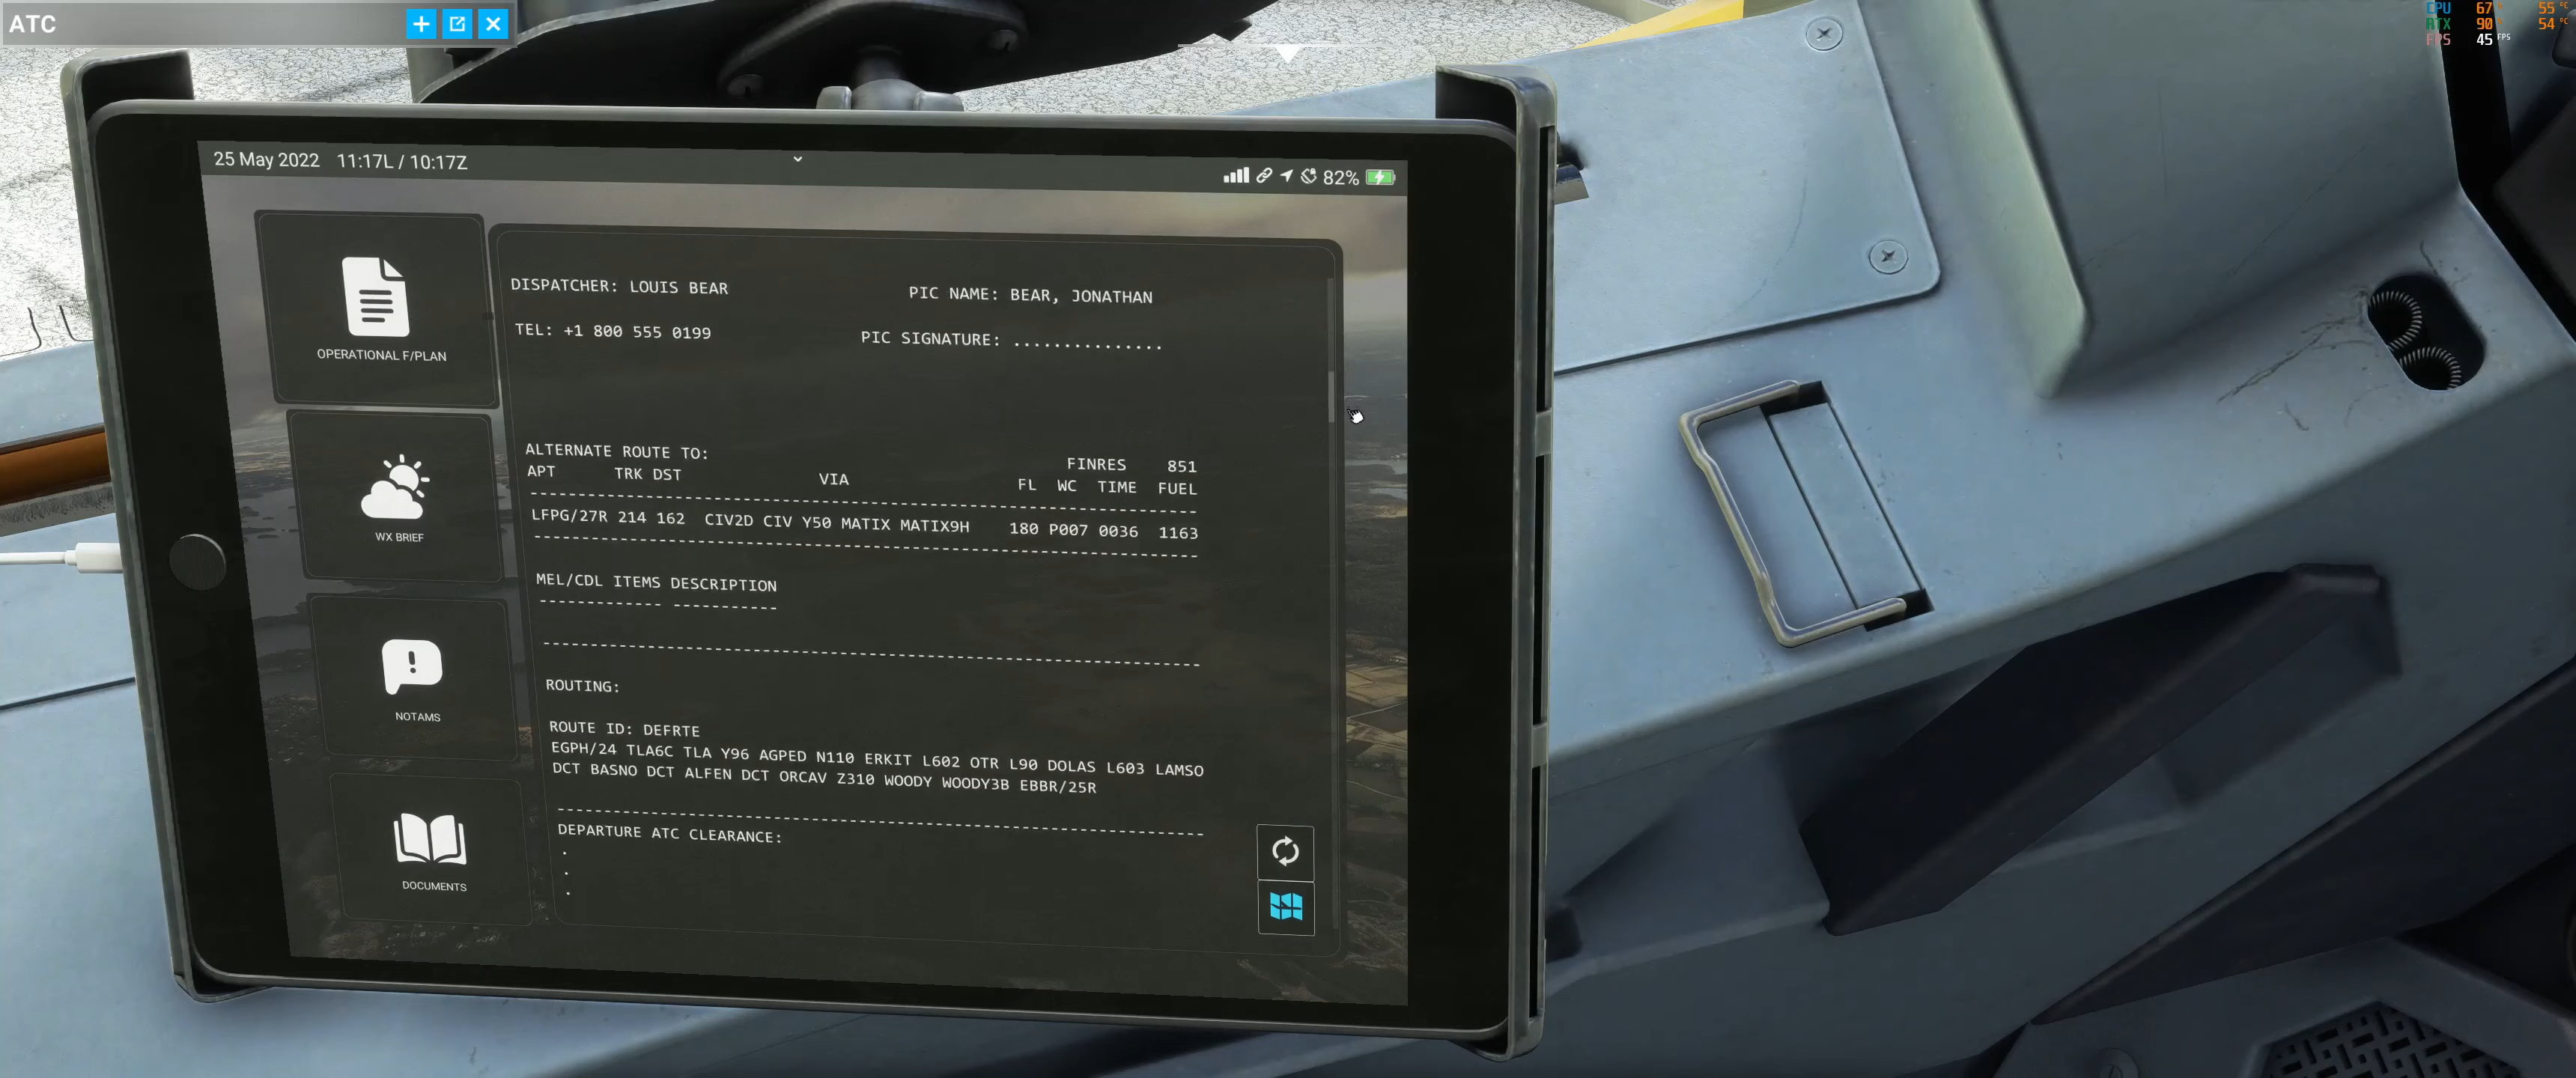 ATC
CPU 67 55 °C
RTX 90 54 °C
FPS 45 FPS
25 May 2022 11:17L / 10:17Z
82%
OPERATIONAL F/PLAN
WX BRIEF
NOTAMS
DOCUMENTS
DISPATCHER: LOUIS BEAR PIC NAME: BEAR, JONATHAN
TEL: +1 800 555 0199 PIC SIGNATURE: ...............
ALTERNATE ROUTE TO: FINRES 851
APT TRK DST VIA FL WC TIME FUEL
LFPG/27R 214 162 CIV2D CIV Y50 MATIX MATIX9H 180 P007 0036 1163
MEL/CDL ITEMS DESCRIPTION
ROUTING:
ROUTE ID: DEFRTE
EGPH/24 TLA6C TLA Y96 AGPED N110 ERKIT L602 OTR L90 DOLAS L603 LAMSO
DCT BASNO DCT ALFEN DCT ORCAV Z310 WOODY WOODY3B EBBR/25R
DEPARTURE ATC CLEARANCE:
.
.
.